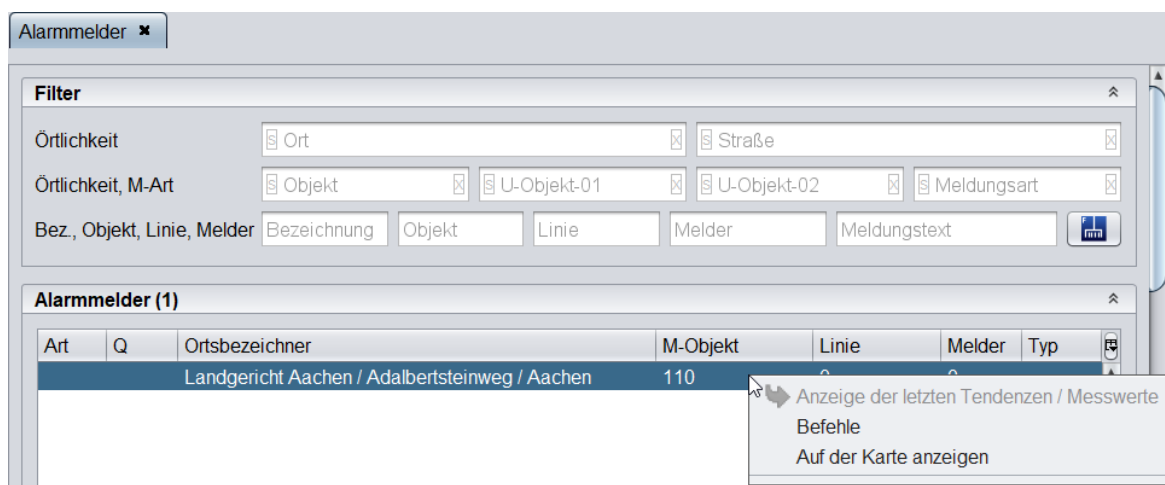 Alarmmelder
Filter
Örtlichkeit S Ort X S Straße X
Örtlichkeit, M-Art S Objekt X S U-Objekt-01 X S U-Objekt-02 X S Meldungsart X
Bez., Objekt, Linie, Melder Bezeichnung Objekt Linie Melder Meldungstext
Alarmmelder (1)
Art Q Ortsbezeichner M-Objekt Linie Melder Typ
Landgericht Aachen / Adalbertsteinweg / Aachen 110
Anzeige der letzten Tendenzen / Messwerte
Befehle
Auf der Karte anzeigen